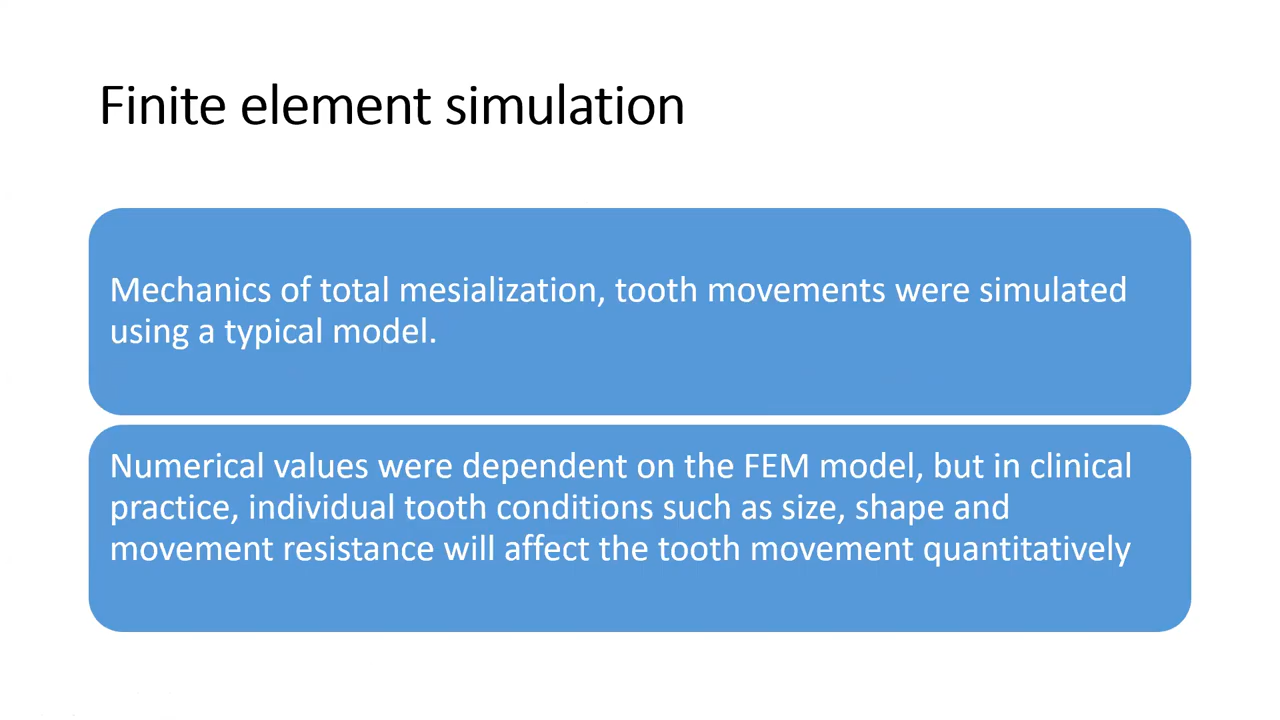 Finite element simulation
Mechanics of total mesialization, tooth movements were simulated
using a typical model.
Numerical values were dependent on the FEM model, but in clinical
practice, individual tooth conditions such as size, shape and
movement resistance will affect the tooth movement quantitatively